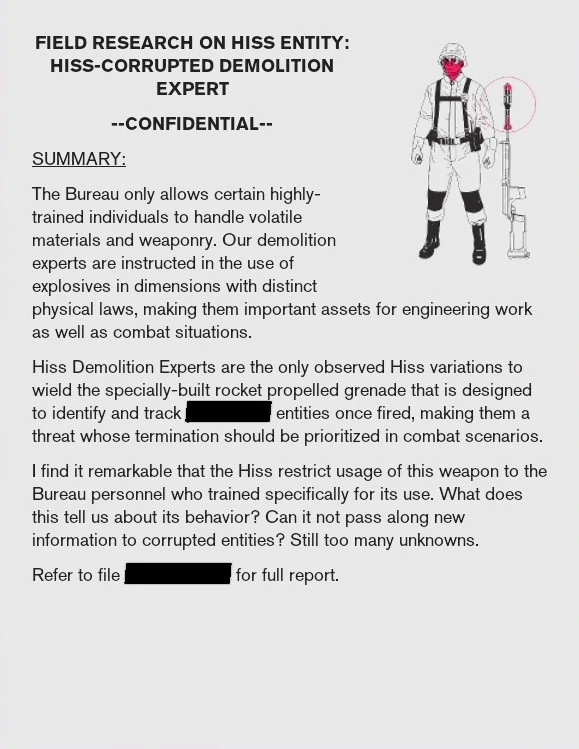 FIELD RESEARCH ON HISS ENTITY:
HISS-CORRUPTED DEMOLITION
EXPERT
--CONFIDENTIAL--
SUMMARY:
The Bureau only allows certain highly-
trained individuals to handle volatile
materials and weaponry. Our demolition
experts are instructed in the use of
explosives in dimensions with distinct
physical laws, making them important assets for engineering work
as well as combat situations.
Hiss Demolition Experts are the only observed Hiss variations to
wield the specially-built rocket propelled grenade that is designed
to identify and track entities once fired, making them a
threat whose termination should be prioritized in combat scenarios.
I find it remarkable that the Hiss restrict usage of this weapon to the
Bureau personnel who trained specifically for its use. What does
this tell us about its behavior? Can it not pass along new
information to corrupted entities? Still too many unknowns.
Refer to file for full report.